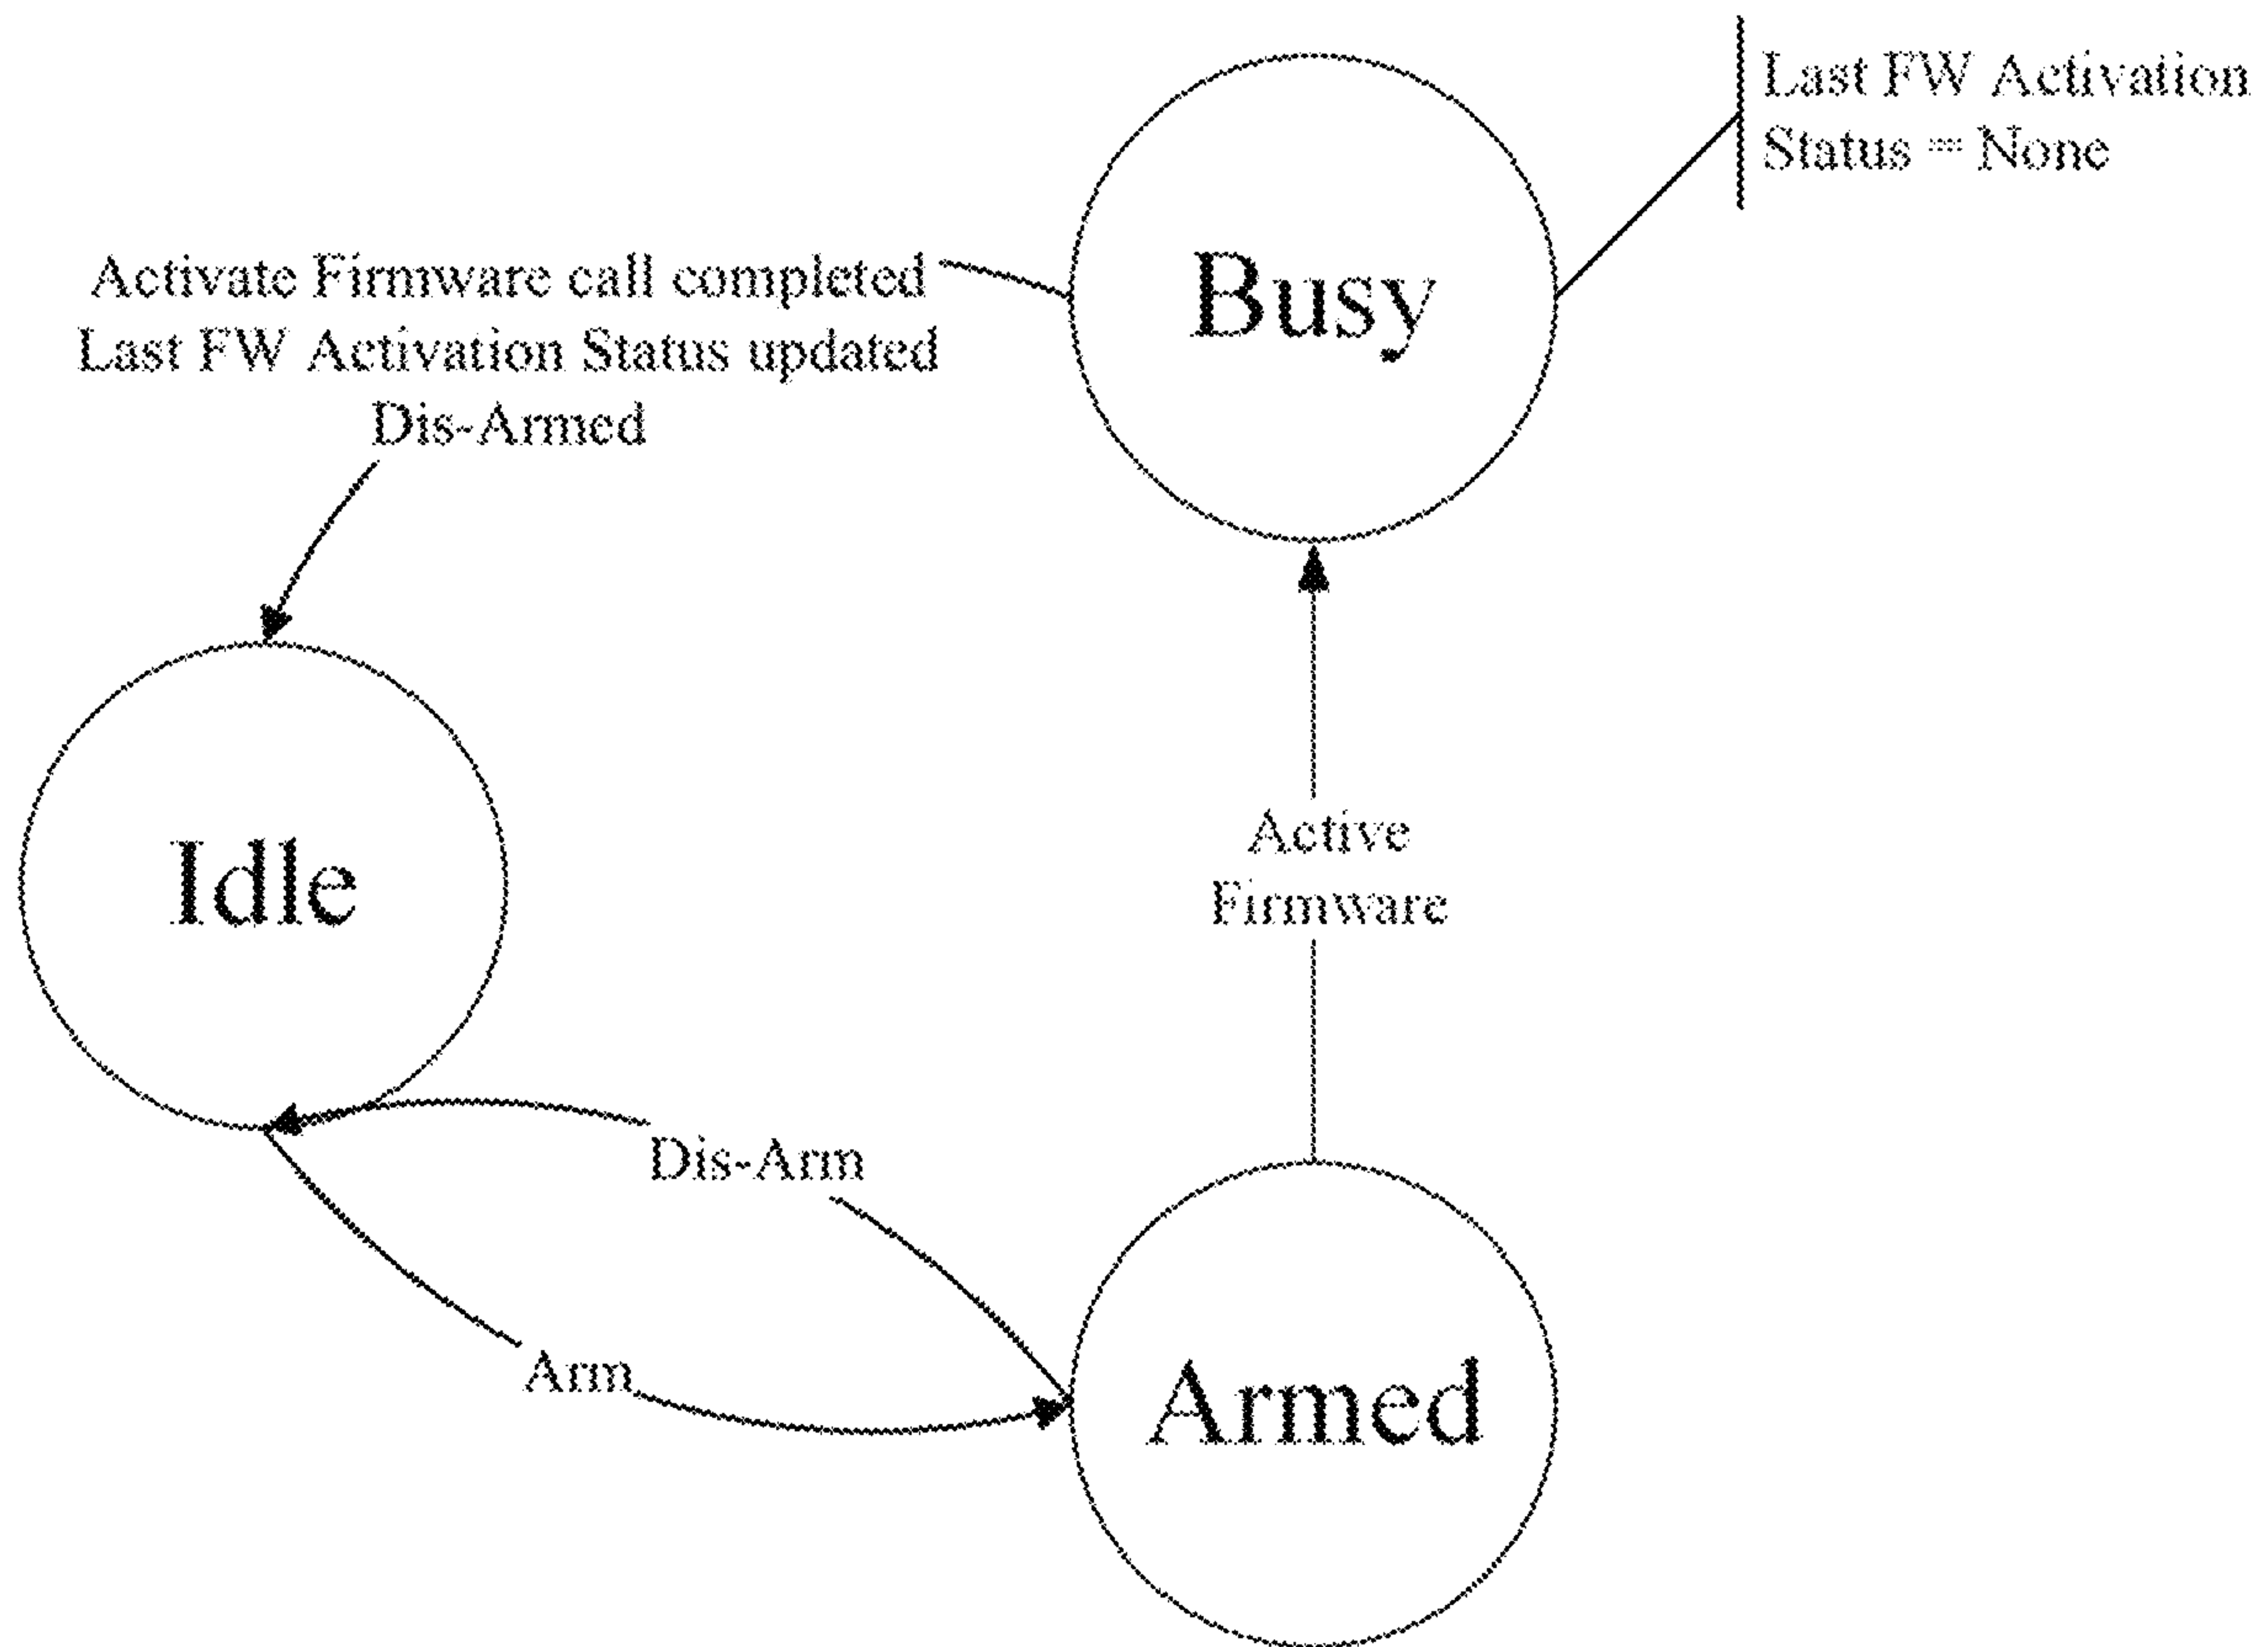 Last FW Activation
Status = None
Busy
Activate Firmware call completed
Last FW Activation Status updated
Dis-Armed
Idle
Active
Firmware
Dis-Arm
Arm
Armed